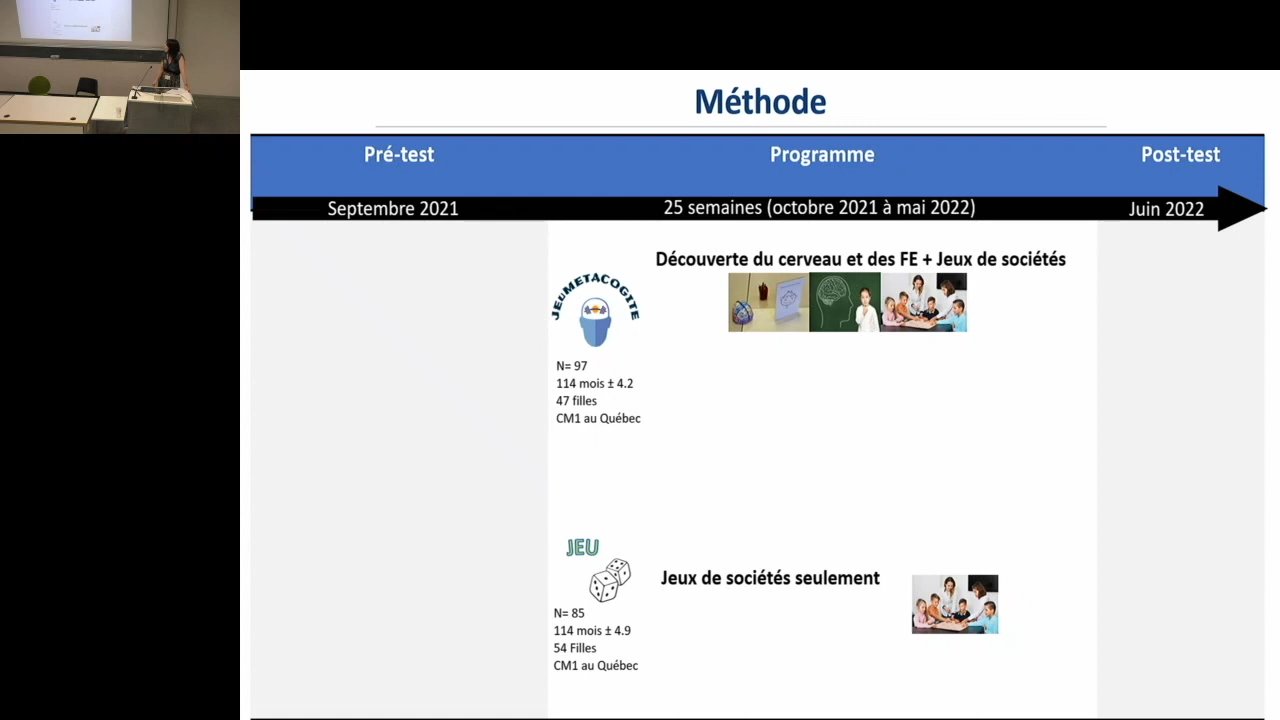 Méthode
Pré-test
Programme
Post-test
Septembre 2021
25 semaines (octobre 2021 à mai 2022)
Juin 2022
Découverte du cerveau et des FE + Jeux de sociétés
JEUMETACOGITE
N= 97
114 mois ± 4.2
47 filles
CM1 au Québec
JEU
Jeux de sociétés seulement
N= 85
114 mois ± 4.9
54 Filles
CM1 au Québec